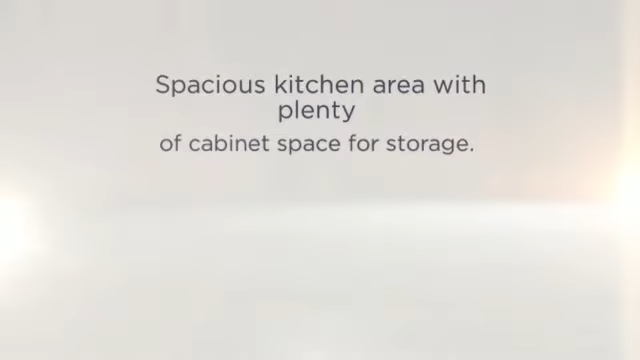 Spacious kitchen area with
plenty
of cabinet space for storage.